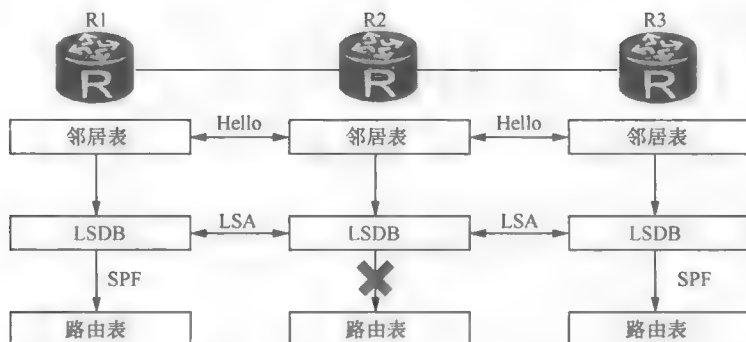 R1 R2 R3
R R R
邻居表 Hello 邻居表 Hello 邻居表
LSDB LSA LSDB LSA LSDB
SPF SPF
路由表 路由表 路由表